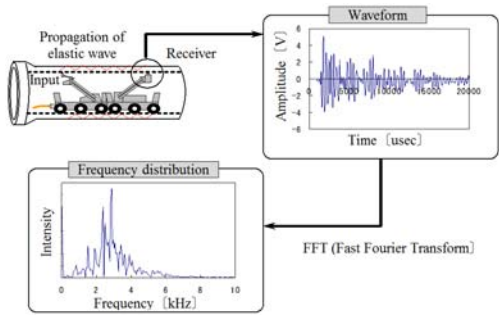 Propagation of
elastic wave
Receiver
Input
Waveform
Amplitude [V]
6
4
2
0
-2
-4
-6
0 5000 10000 15000 20000
Time [usec]
Frequency distribution
Intensity
0 2 4 6 8 10
Frequency [kHz]
FFT (Fast Fourier Transform]